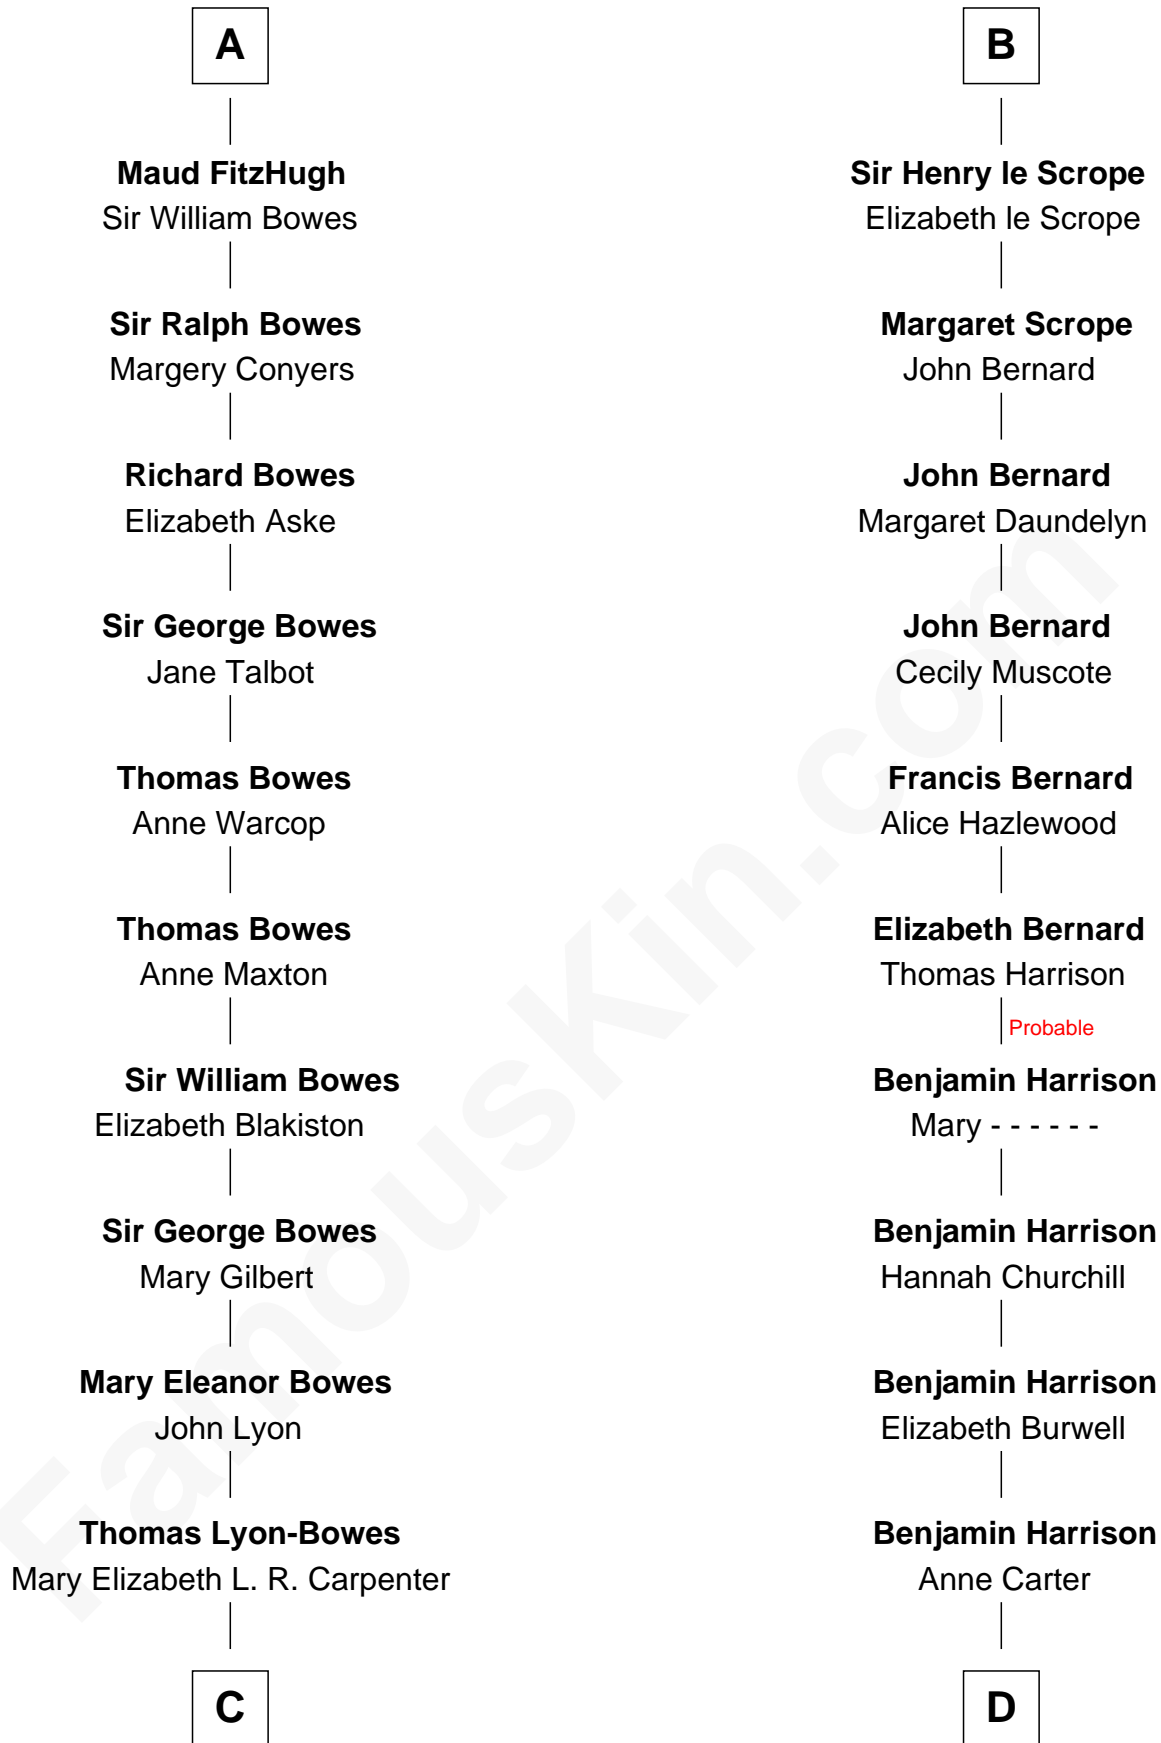 A
Maud FitzHugh
Sir William Bowes
Sir Ralph Bowes
Margery Conyers
Richard Bowes
Elizabeth Aske
Sir George Bowes
Jane Talbot
Thomas Bowes
Anne Warcop
Thomas Bowes
Anne Maxton
Sir William Bowes
Elizabeth Blakiston
Sir George Bowes
Mary Gilbert
Mary Eleanor Bowes
John Lyon
Thomas Lyon-Bowes
Mary Elizabeth L. R. Carpenter
C
B
Sir Henry le Scrope
Elizabeth le Scrope
Margaret Scrope
John Bernard
John Bernard
Margaret Daundelyn
John Bernard
Cecily Muscote
Francis Bernard
Alice Hazlewood
Elizabeth Bernard
Thomas Harrison
Probable
Benjamin Harrison
Mary - - - - - -
Benjamin Harrison
Hannah Churchill
Benjamin Harrison
Elizabeth Burwell
Benjamin Harrison
Anne Carter
D
FamousKin.com